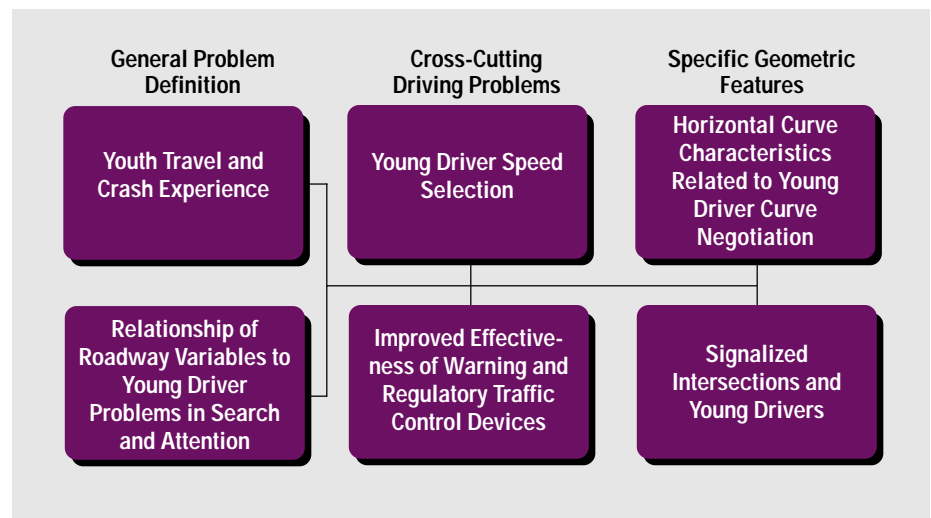 General Problem
Definition
Cross-Cutting
Driving Problems
Specific Geometric
Features
Youth Travel and
Crash Experience
Young Driver Speed
Selection
Horizontal Curve
Characteristics
Related to Young
Driver Curve
Negotiation
Relationship of
Roadway Variables to
Young Driver
Problems in Search
and Attention
Improved Effective-
ness of Warning and
Regulatory Traffic
Control Devices
Signalized
Intersections and
Young Drivers